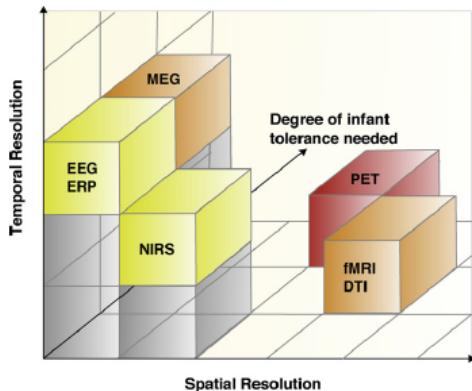 MEG
Degree of infant
tolerance needed
EEG
ERP
PET
NIRS
fMRI
DTI
Temporal Resolution
Spatial Resolution